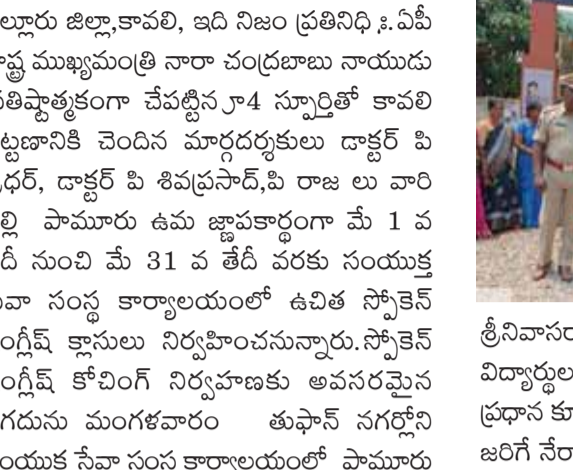 ల్లూరు జిల్లా,కావలి, ఇది నిజం ప్రతినిధి ఃఏపీ
ష్ట్ర ముఖ్యమంత్రి నారా చంద్రబాబు నాయుడు
తిష్టాత్మకంగా చేపట్టిన 4 స్ఫూర్తితో కావలి
ట్టణానికి చెందిన మార్గదర్శకులు డాక్టర్ పి
ధర్, డాక్టర్ పి శివప్రసాద్,పి రాజ లు వారి
ల్లి పామూరు ఉమ జ్ఞాపకార్థంగా మే 1 వ
దీ నుంచి మే 31 వ తేదీ వరకు సంయుక్త
వా సంస్థ కార్యాలయంలో ఉచిత స్పోకెన్
ంగ్లీష్ క్లాసులు నిర్వహించనున్నారు.స్పోకెన్
ంగ్లీష్ కోచింగ్ నిర్వహణకు అవసరమైన
గదును మంగళవారం తుఫాన్ నగర్లోని
ంయుక్త సేవా సంస్థ కార్యాలయంలో పామూరు
శ్రీనివాసర
విద్యార్థుల
ప్రధాన కూ
జరిగే నేరా